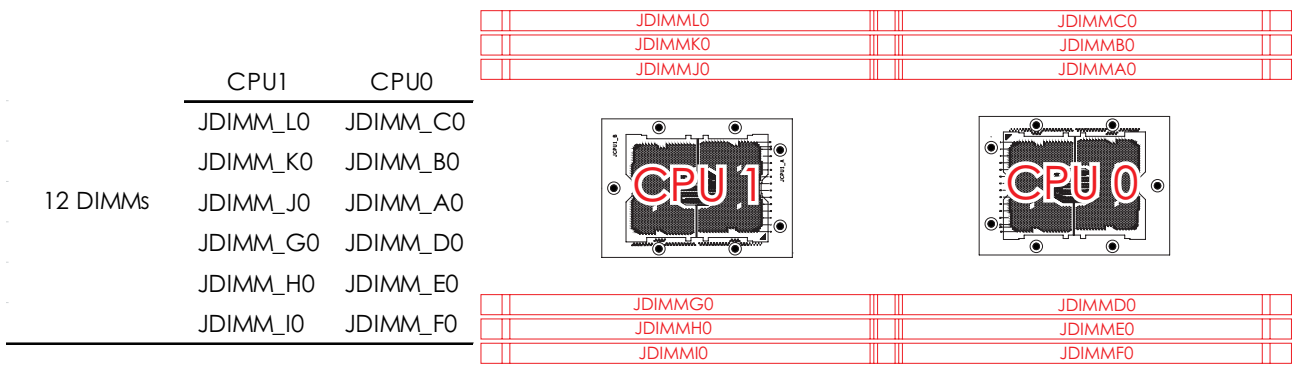 CPU1 CPU0
JDIMM_L0 JDIMM_C0
JDIMM_K0 JDIMM_B0
12 DIMMs JDIMM_J0 JDIMM_A0
JDIMM_G0 JDIMM_D0
JDIMM_H0 JDIMM_E0
JDIMM_I0 JDIMM_F0
JDIMML0 JDIMMC0
JDIMMK0 JDIMMB0
JDIMMJ0 JDIMMA0
CPU 1 CPU 0
JDIMMG0 JDIMMD0
JDIMMH0 JDIMME0
JDIMMI0 JDIMMF0